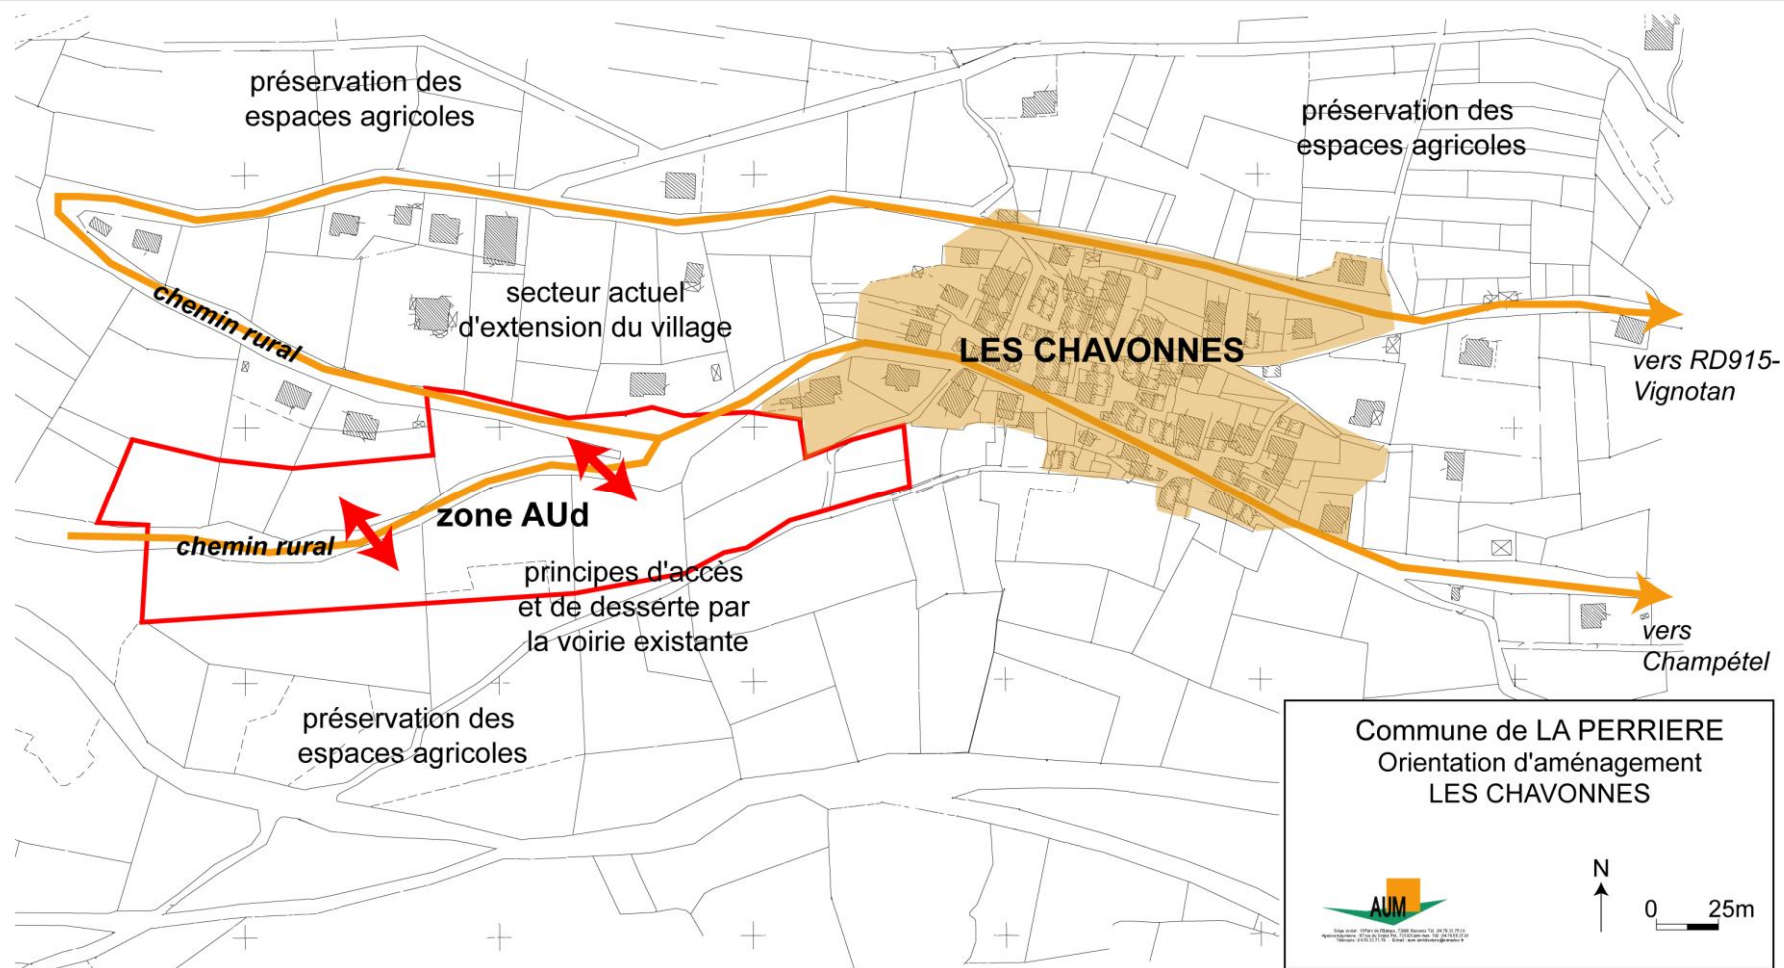 préservation des
espaces agricoles
préservation des
espaces agricoles
chemin rural
secteur actuel
d'extension du village
LES CHAVONNES
vers RD915-
Vignotan
zone AUd
chemin rural
principes d'accès
et de desserte par
la voirie existante
vers
Champétel
préservation des
espaces agricoles
Commune de LA PERRIERE
Orientation d'aménagement
LES CHAVONNES
N
AUM
0 25m